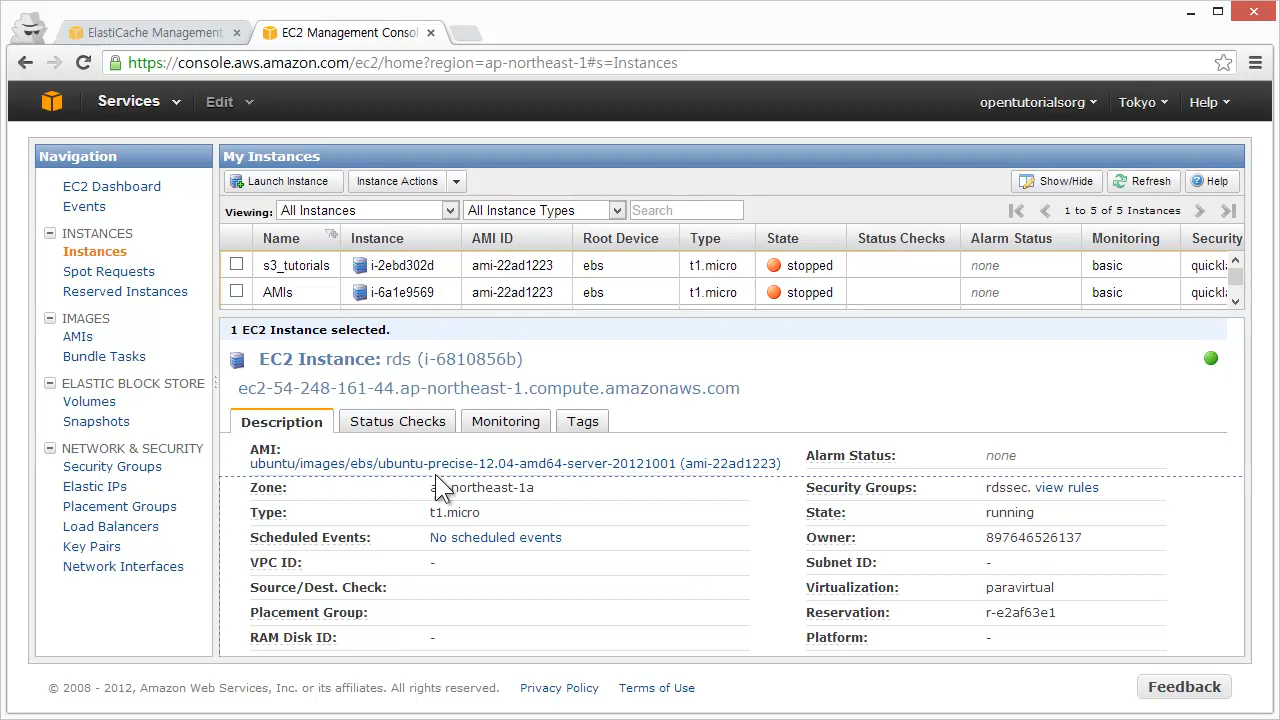 ElastiCache Management
EC2 Management Consol
https://console.aws.amazon.com/ec2/home?region=ap-northeast-1#s=Instances
Services Edit opentutorialsorg Tokyo Help
Navigation
EC2 Dashboard
Events
INSTANCES
Instances
Spot Requests
Reserved Instances
IMAGES
AMIs
Bundle Tasks
ELASTIC BLOCK STORE
Volumes
Snapshots
NETWORK & SECURITY
Security Groups
Elastic IPs
Placement Groups
Load Balancers
Key Pairs
Network Interfaces
My Instances
Launch Instance Instance Actions Show/Hide Refresh Help
Viewing: All Instances All Instance Types Search 1 to 5 of 5 Instances
Name Instance AMI ID Root Device Type State Status Checks Alarm Status Monitoring Security
s3_tutorials i-2ebd302d ami-22ad1223 ebs t1.micro stopped none basic quickl
AMIs i-6a1e9569 ami-22ad1223 ebs t1.micro stopped none basic quickl
1 EC2 Instance selected.
EC2 Instance: rds (i-6810856b)
ec2-54-248-161-44.ap-northeast-1.compute.amazonaws.com
Description Status Checks Monitoring Tags
AMI:
ubuntu/images/ebs/ubuntu-precise-12.04-amd64-server-20121001 (ami-22ad1223)
Alarm Status: none
Zone: ap-northeast-1a Security Groups: rdssec. view rules
Type: t1.micro State: running
Scheduled Events: No scheduled events Owner: 897646526137
VPC ID: - Subnet ID: -
Source/Dest. Check: Virtualization: paravirtual
Placement Group: Reservation: r-e2af63e1
RAM Disk ID: - Platform: -
© 2008 - 2012, Amazon Web Services, Inc. or its affiliates. All rights reserved. Privacy Policy Terms of Use
Feedback